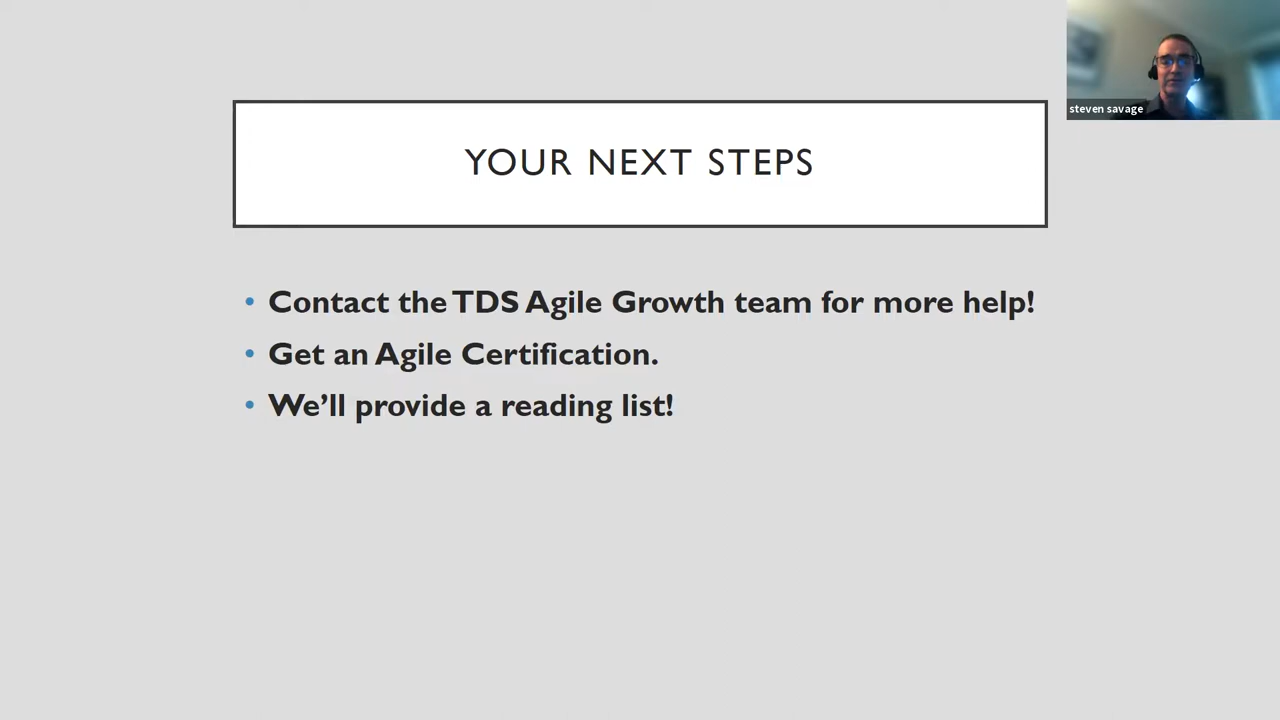 steven savage
YOUR NEXT STEPS
• Contact the TDS Agile Growth team for more help!
• Get an Agile Certification.
• We’ll provide a reading list!